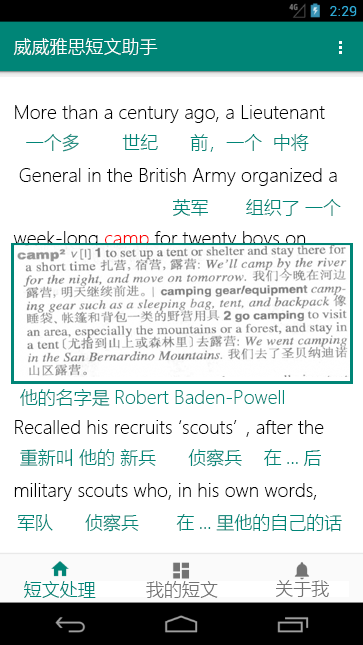 2:29
威威雅思短文助手
More than a century ago, a Lieutenant
一个多 世纪 前，一个 中将
General in the British Army organized a
英军 组织了 一个
week-long camp for twenty boys on
camp² v [I] 1 to set up a tent or shelter and stay there for
a short time 扎营，宿营，露营: We'll camp by the river
for the night, and move on tomorrow. 我们今晚在河边
露营，明天继续前进。| camping gear/equipment camp-
ing gear such as a sleeping bag, tent, and backpack 像
睡袋、帐篷和背包一类的野营用具 2 go camping to visit
an area, especially the mountains or a forest, and stay in
a tent〔尤指到山上或森林里〕去露营: We went camping
in the San Bernardino Mountains. 我们去了圣贝纳迪诺
山区露营。
他的名字是 Robert Baden-Powell
Recalled his recruits ‘scouts’, after the
重新叫 他的 新兵 侦察兵 在 ... 后
military scouts who, in his own words,
军队 侦察兵 在 ... 里他的自己的话
短文处理 我的短文 关于我